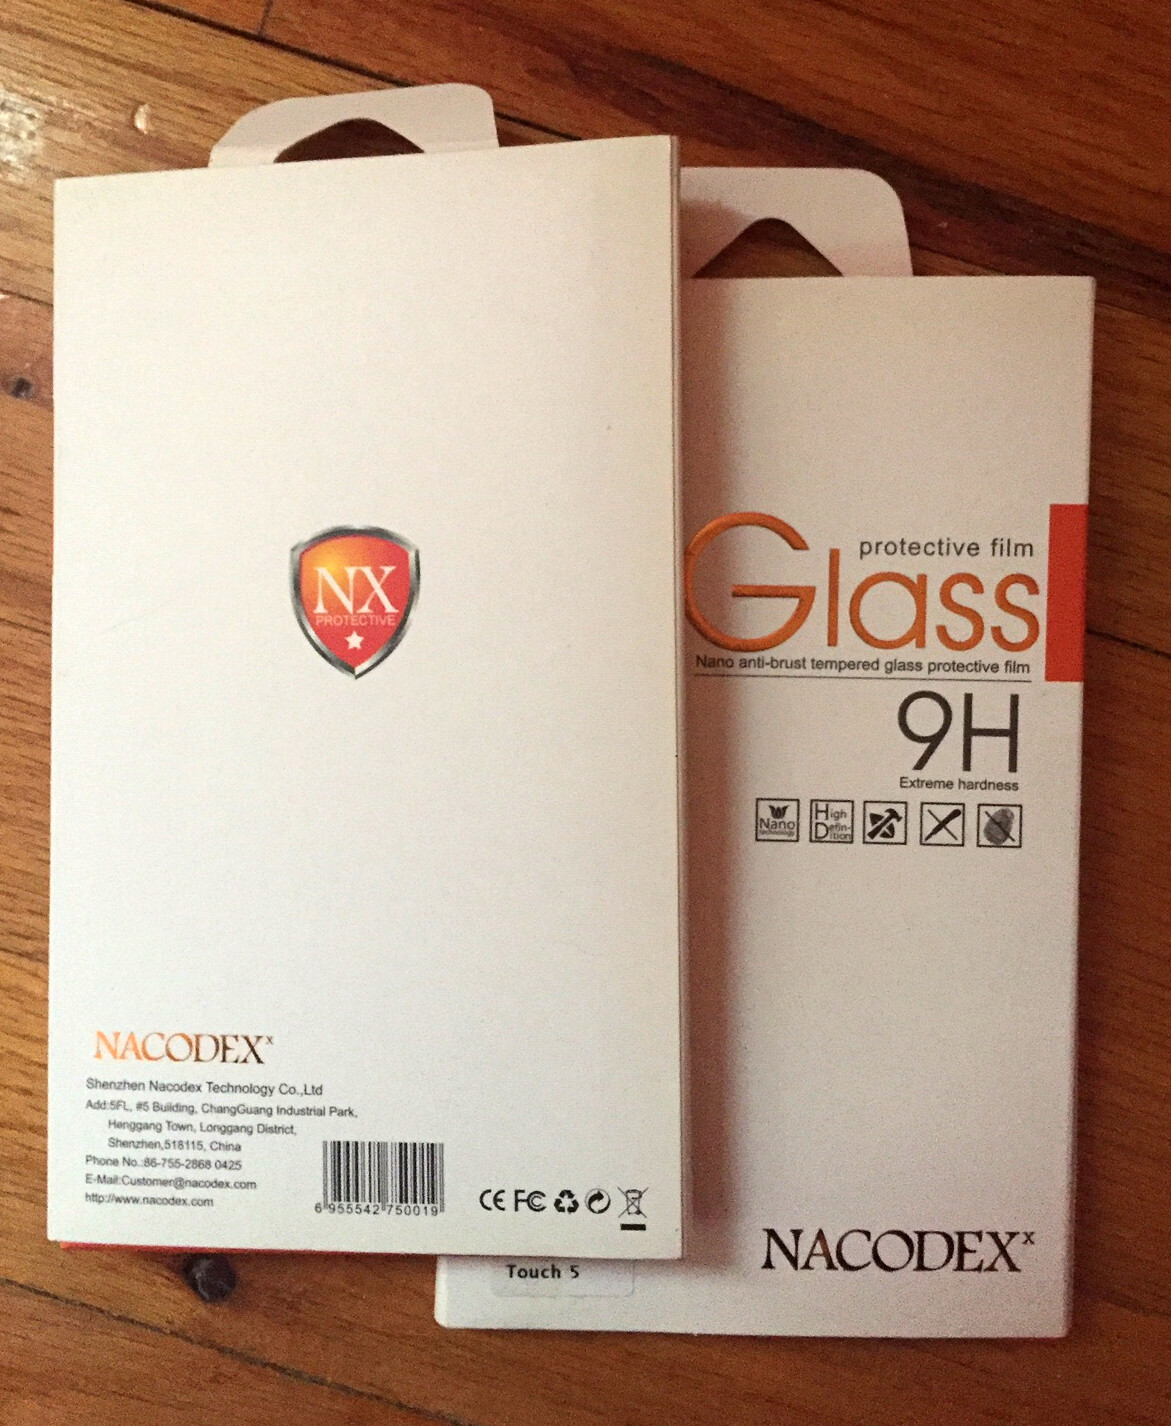 NX
PROTECTIVE
NACODEX x
Shenzhen Nacodex Technology Co.,Ltd
Add:5FL, #5 Building, ChangGuang Industrial Park,
Henggang Town, Longgang District,
Shenzhen,518115, China
Phone No.:86-755-2868 0425
E-Mail:Customer@nacodex.com
http://www.nacodex.com
6 955542 750019
CE FC
protective film
Glass
Nano anti-brust tempered glass protective film
9H
Extreme hardness
Nano
technology
High
Defin-
ition
NACODEX x
Touch 5